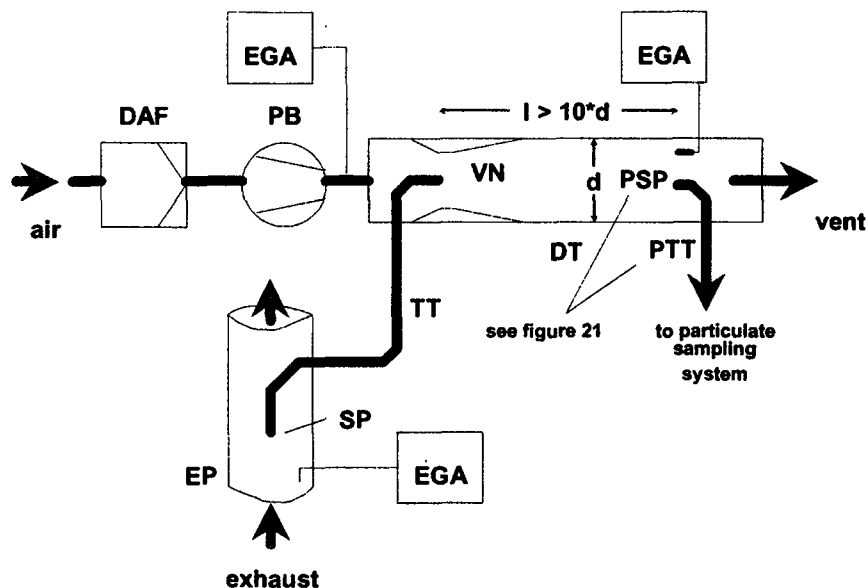 EGA
EGA
DAF
PB
l > 10*d
VN
d
PSP
air
vent
DT
PTT
TT
see figure 21
to particulate
sampling
system
SP
EP
EGA
exhaust